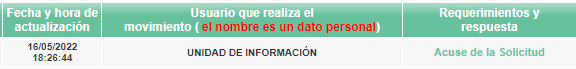 Fecha y hora de actualización
Usuario que realiza el movimiento ( el nombre es un dato personal)
Requerimientos y respuesta
16/05/2022 18:26:44
UNIDAD DE INFORMACIÓN
Acuse de la Solicitud